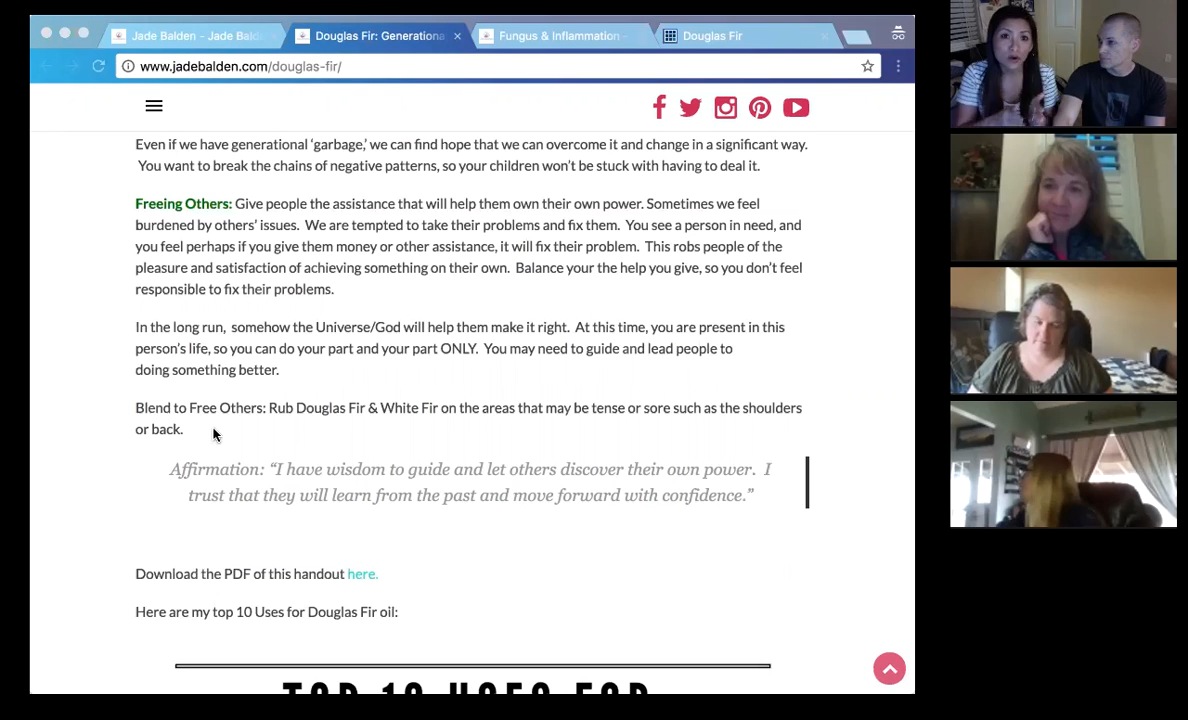 Jade Balden - Jade Bald
Douglas Fir: Generationa
Fungus & Inflammation -
Douglas Fir
www.jadebalden.com/douglas-fir/
Even if we have generational ‘garbage,’ we can find hope that we can overcome it and change in a significant way.
You want to break the chains of negative patterns, so your children won’t be stuck with having to deal it.
Freeing Others: Give people the assistance that will help them own their own power. Sometimes we feel
burdened by others’ issues. We are tempted to take their problems and fix them. You see a person in need, and
you feel perhaps if you give them money or other assistance, it will fix their problem. This robs people of the
pleasure and satisfaction of achieving something on their own. Balance your the help you give, so you don’t feel
responsible to fix their problems.
In the long run, somehow the Universe/God will help them make it right. At this time, you are present in this
person’s life, so you can do your part and your part ONLY. You may need to guide and lead people to
doing something better.
Blend to Free Others: Rub Douglas Fir & White Fir on the areas that may be tense or sore such as the shoulders
or back.
Affirmation: “I have wisdom to guide and let others discover their own power. I
trust that they will learn from the past and move forward with confidence.”
Download the PDF of this handout here.
Here are my top 10 Uses for Douglas Fir oil:
TOP 10 USES FOR